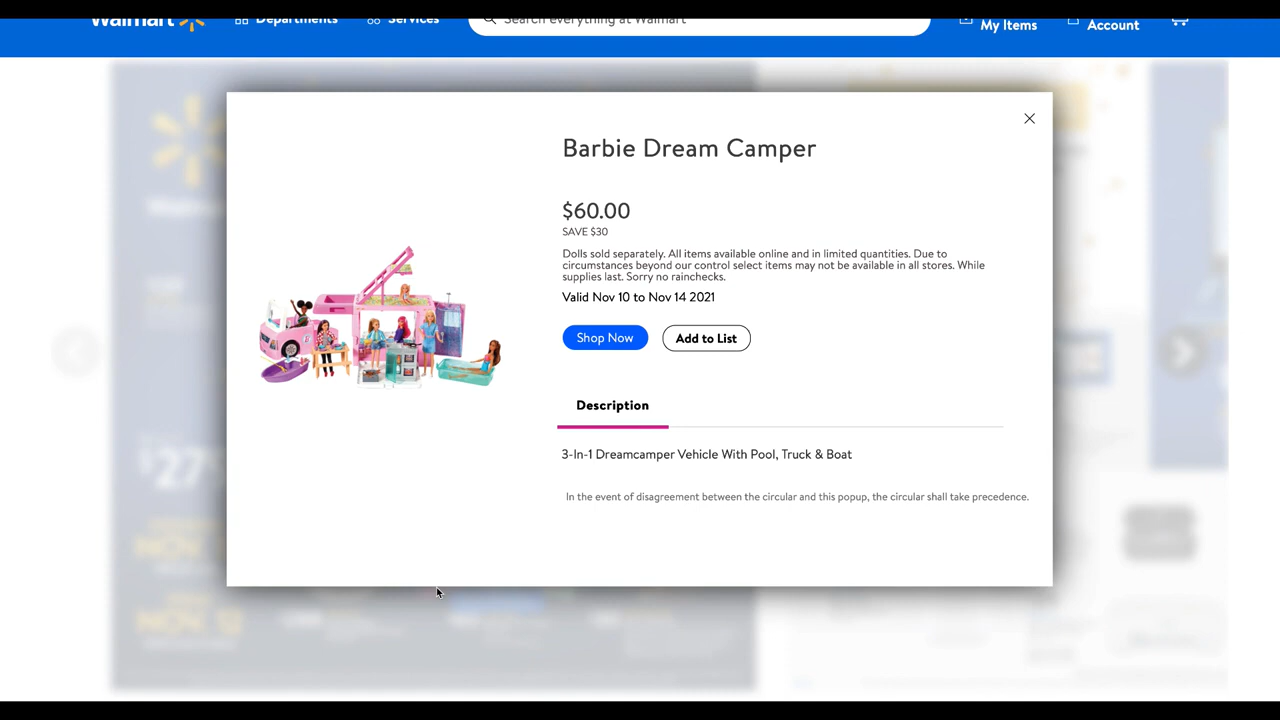 Walmart
Departments
Services
Search everything at Walmart
My Items
Account
Barbie Dream Camper
$60.00
SAVE $30
Dolls sold separately. All items available online and in limited quantities. Due to
circumstances beyond our control select items may not be available in all stores. While
supplies last. Sorry no rainchecks.
Valid Nov 10 to Nov 14 2021
Shop Now
Add to List
Description
3-In-1 Dreamcamper Vehicle With Pool, Truck & Boat
In the event of disagreement between the circular and this popup, the circular shall take precedence.